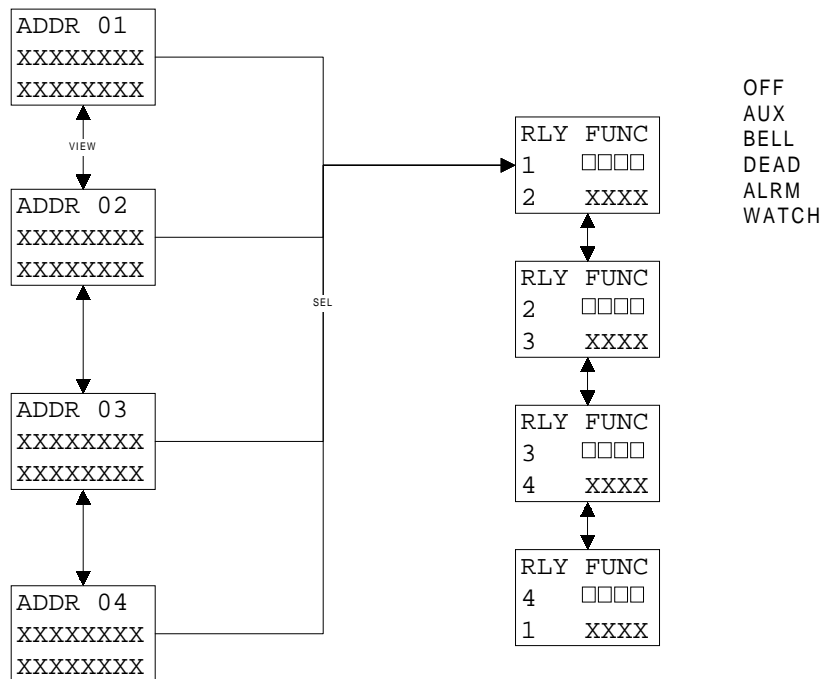 ADDR 01
XXXXXXXX
XXXXXXXX
VIEW
ADDR 02
XXXXXXXX
XXXXXXXX
ADDR 03
XXXXXXXX
XXXXXXXX
ADDR 04
XXXXXXXX
XXXXXXXX
SEL
RLY FUNC
1 □□□□
2 XXXX
RLY FUNC
2 □□□□
3 XXXX
RLY FUNC
3 □□□□
4 XXXX
RLY FUNC
4 □□□□
1 XXXX
OFF
AUX
BELL
DEAD
ALRM
WATCH